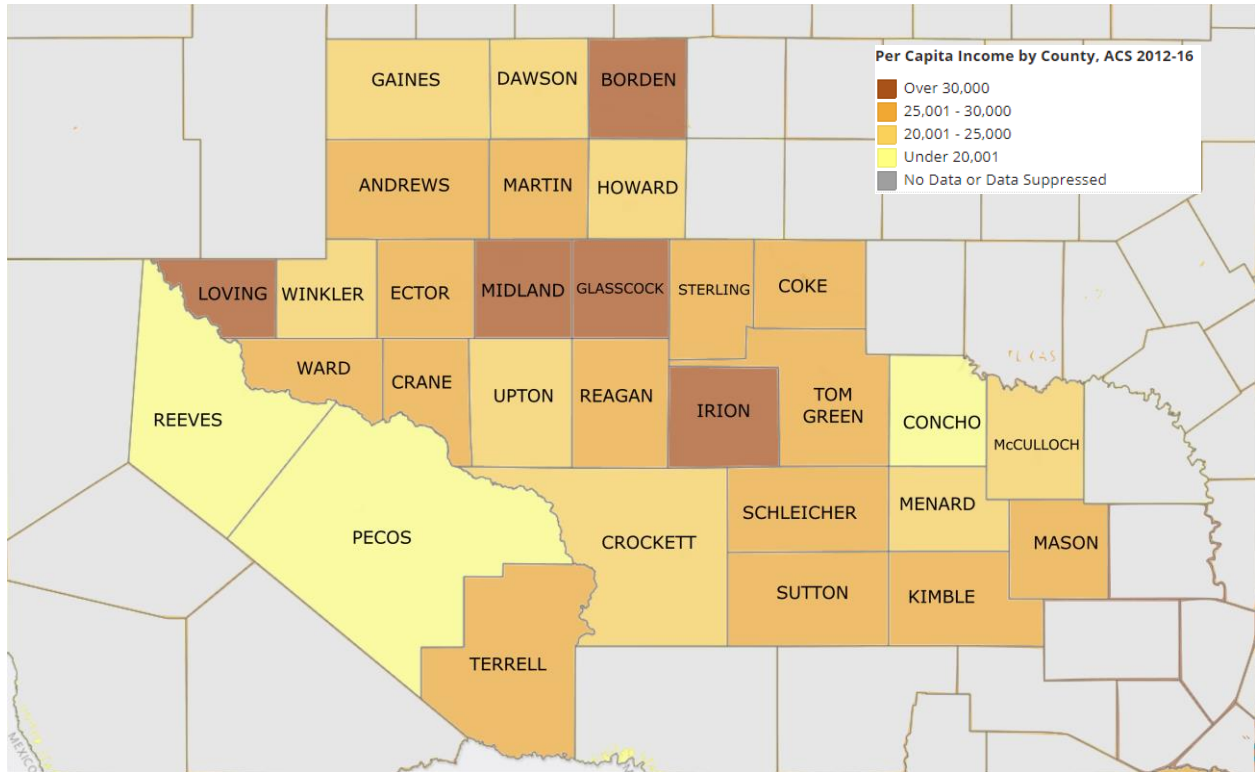 GAINES
DAWSON
BORDEN
Per Capita Income by County, ACS 2012-16
Over 30,000
25,001 - 30,000
20,001 - 25,000
Under 20,001
No Data or Data Suppressed
ANDREWS
MARTIN
HOWARD
LOVING
WINKLER
ECTOR
MIDLAND
GLASSCOCK
STERLING
COKE
WARD
CRANE
UPTON
REAGAN
IRION
TOM
GREEN
CONCHO
McCULLOCH
REEVES
PECOS
CROCKETT
SCHLEICHER
MENARD
MASON
SUTTON
KIMBLE
TERRELL
MEXICO